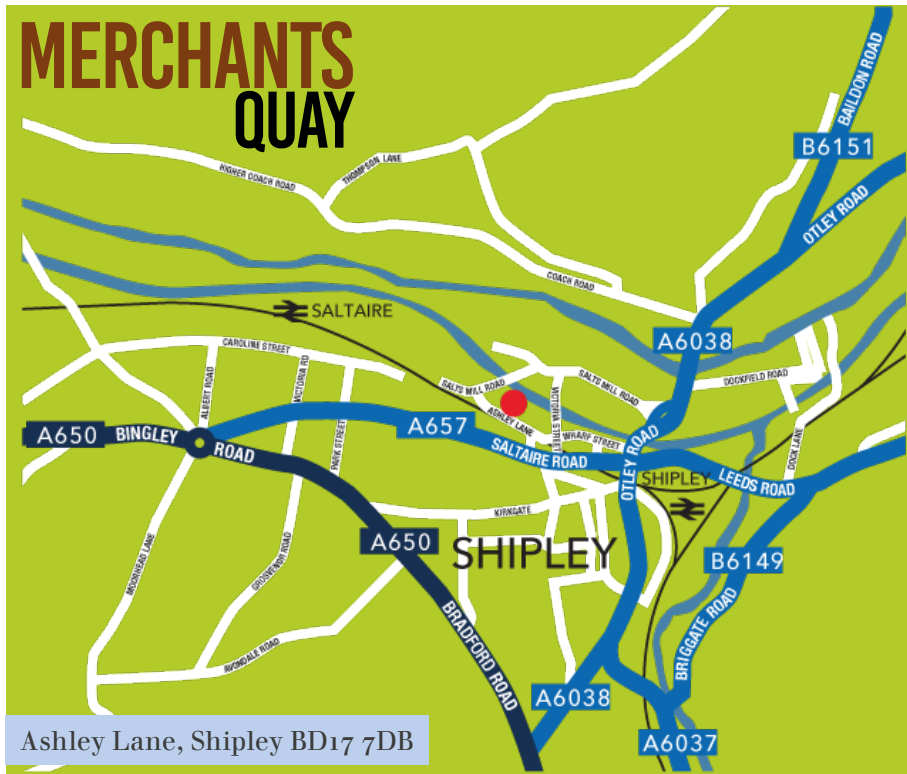 MERCHANTS
QUAY
BAILDON ROAD
B6151
OTLEY ROAD
THOMPSON LANE
HIGHER COACH ROAD
COACH ROAD
SALTAIRE
A6038
CAROLINE STREET
DOCKFIELD ROAD
SALTS MILL ROAD
SALTS MILL ROAD
ALBERT ROAD
VICTORIA RD
VICTORIA STREET
ASHLEY LANE
PARK STREET
A657
WHARF STREET
A650
BINGLEY
ROAD
SALTAIRE ROAD
OTLEY ROAD
DOCK LANE
SHIPLEY
LEEDS ROAD
KIRKGATE
A650
SHIPLEY
B6149
MOORHEAD LANE
GROSVENOR ROAD
BRADFORD ROAD
BRIGGATE ROAD
AVONDALE ROAD
A6038
A6037
Ashley Lane, Shipley BD17 7DB